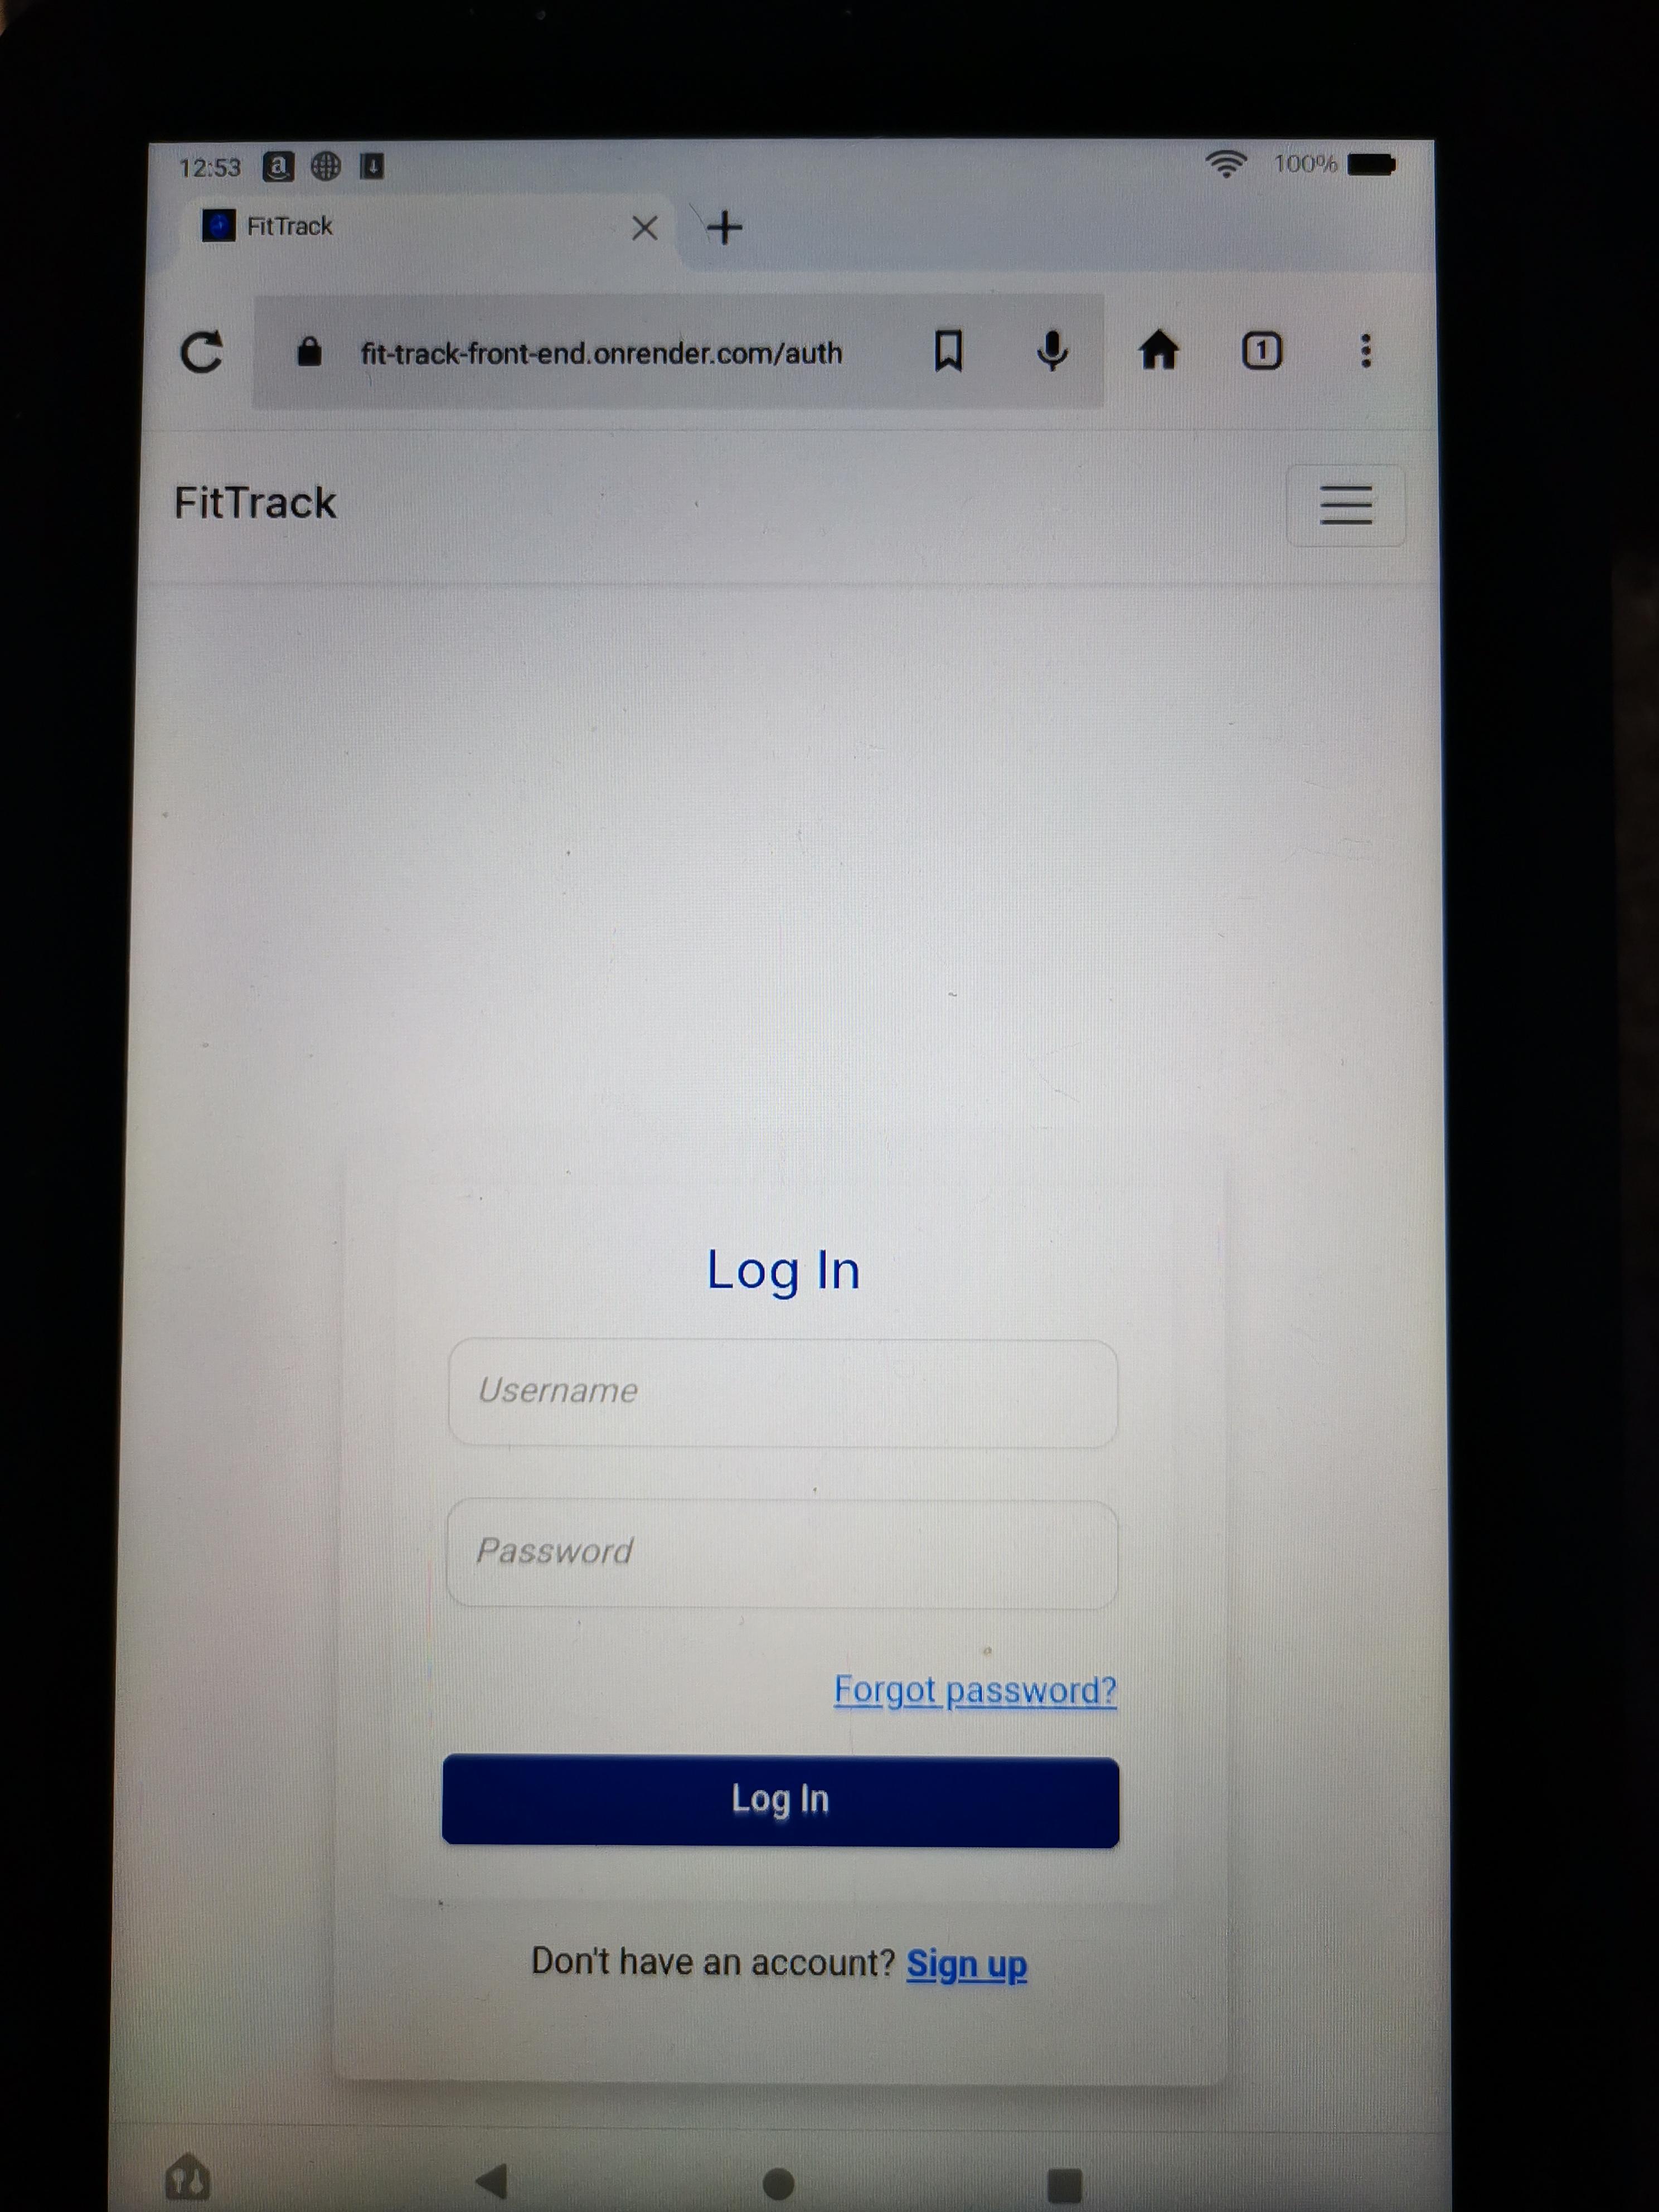 12:53 a 100%
FitTrack
fit-track-front-end.onrender.com/auth 1
FitTrack
Log In
Username
Password
Forgot password?
Log In
Don't have an account? Sign up